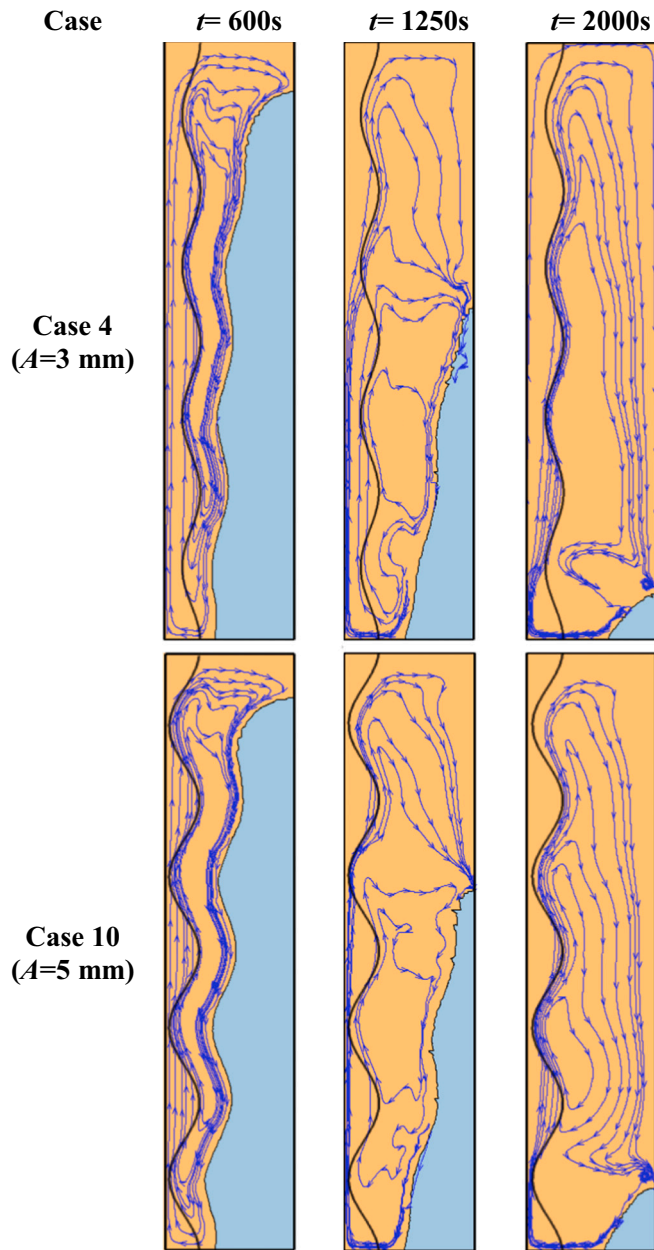 Case t= 600s t= 1250s t= 2000s
Case 4
(A=3 mm)
Case 10
(A=5 mm)